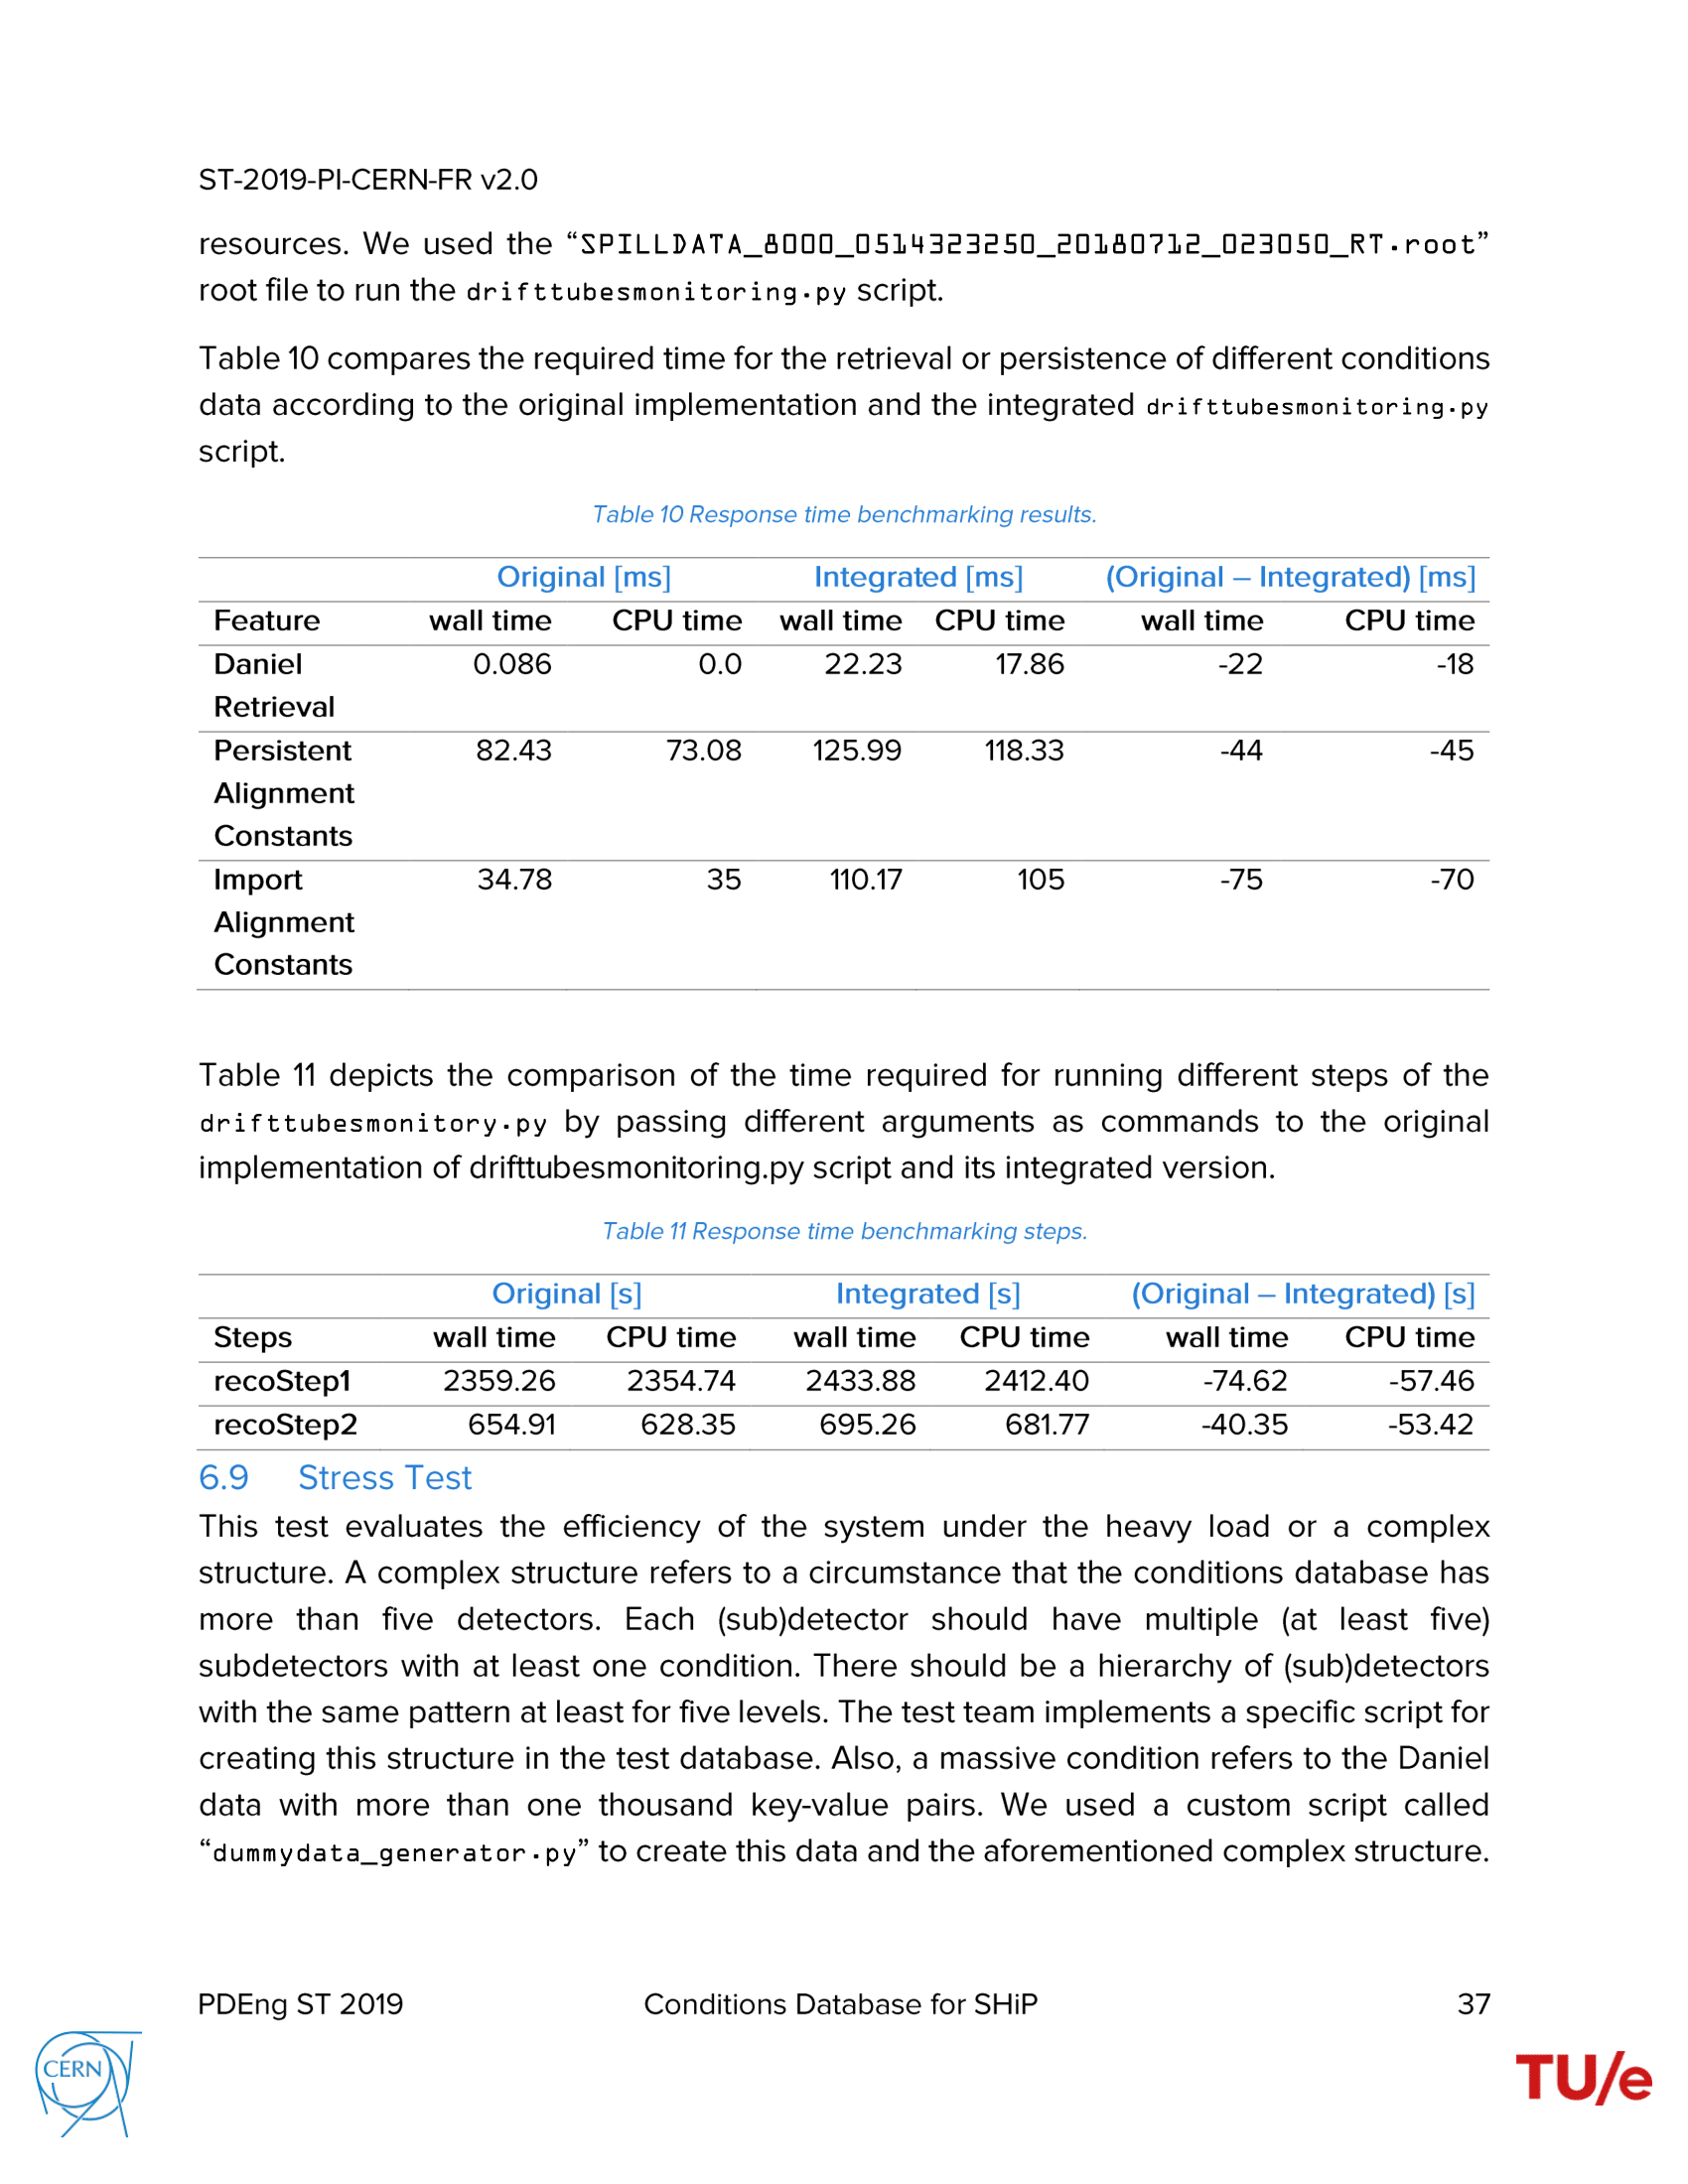 ST-2019-PI-CERN-FR v2.0
resources. We used the “SPILLDATA_8000_0514323250_20180712_023050_RT.root”
root file to run the drifttubesmonitoring.py script.
Table 10 compares the required time for the retrieval or persistence of different conditions
data according to the original implementation and the integrated drifttubesmonitoring.py
script.
Table 10 Response time benchmarking results.
Original [ms] Integrated [ms] (Original – Integrated) [ms]
Feature wall time CPU time wall time CPU time wall time CPU time
Daniel 0.086 0.0 22.23 17.86 -22 -18
Retrieval
Persistent 82.43 73.08 125.99 118.33 -44 -45
Alignment
Constants
Import 34.78 35 110.17 105 -75 -70
Alignment
Constants
Table 11 depicts the comparison of the time required for running different steps of the
drifttubesmonitory.py by passing different arguments as commands to the original
implementation of drifttubesmonitoring.py script and its integrated version.
Table 11 Response time benchmarking steps.
Original [s] Integrated [s] (Original – Integrated) [s]
Steps wall time CPU time wall time CPU time wall time CPU time
recoStep1 2359.26 2354.74 2433.88 2412.40 -74.62 -57.46
recoStep2 654.91 628.35 695.26 681.77 -40.35 -53.42
6.9 Stress Test
This test evaluates the efficiency of the system under the heavy load or a complex
structure. A complex structure refers to a circumstance that the conditions database has
more than five detectors. Each (sub)detector should have multiple (at least five)
subdetectors with at least one condition. There should be a hierarchy of (sub)detectors
with the same pattern at least for five levels. The test team implements a specific script for
creating this structure in the test database. Also, a massive condition refers to the Daniel
data with more than one thousand key-value pairs. We used a custom script called
“dummydata_generator.py” to create this data and the aforementioned complex structure.
PDEng ST 2019 Conditions Database for SHiP 37
CERN
TU/e